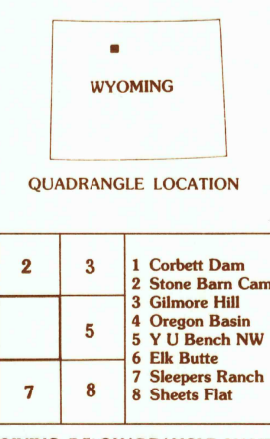 WYOMING
QUADRANGLE LOCATION
2 3
5
7 8
1 Corbett Dam
2 Stone Barn Cam
3 Gilmore Hill
4 Oregon Basin
5 Y U Bench NW
6 Elk Butte
7 Sleepers Ranch
8 Sheets Flat